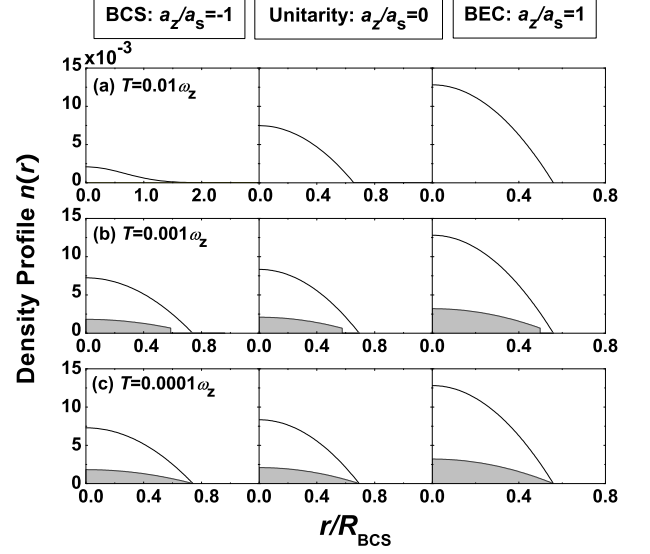 BCS: a_z/a_s=-1 Unitarity: a_z/a_s=0 BEC: a_z/a_s=1
x10^-3
15
(a) T=0.01ω_z
10
5
0
0.0 1.0 2.0 0.0 0.4 0.8 0.0 0.4 0.8
15
(b) T=0.001ω_z
10
5
0
0.0 0.4 0.8 0.0 0.4 0.8 0.0 0.4 0.8
15
(c) T=0.0001ω_z
10
5
0
0.0 0.4 0.8 0.0 0.4 0.8 0.0 0.4 0.8
Density Profile n(r)
r/R_BCS